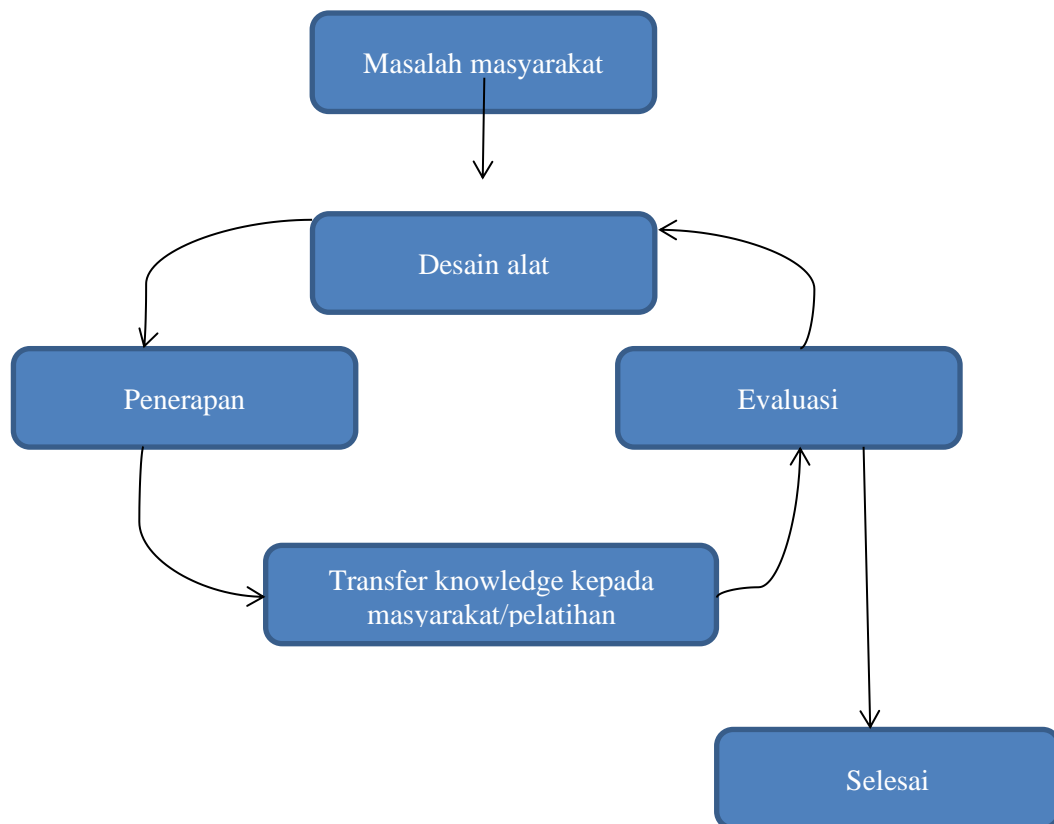 Masalah masyarakat
Desain alat
Penerapan
Evaluasi
Transfer knowledge kepada
masyarakat/pelatihan
Selesai